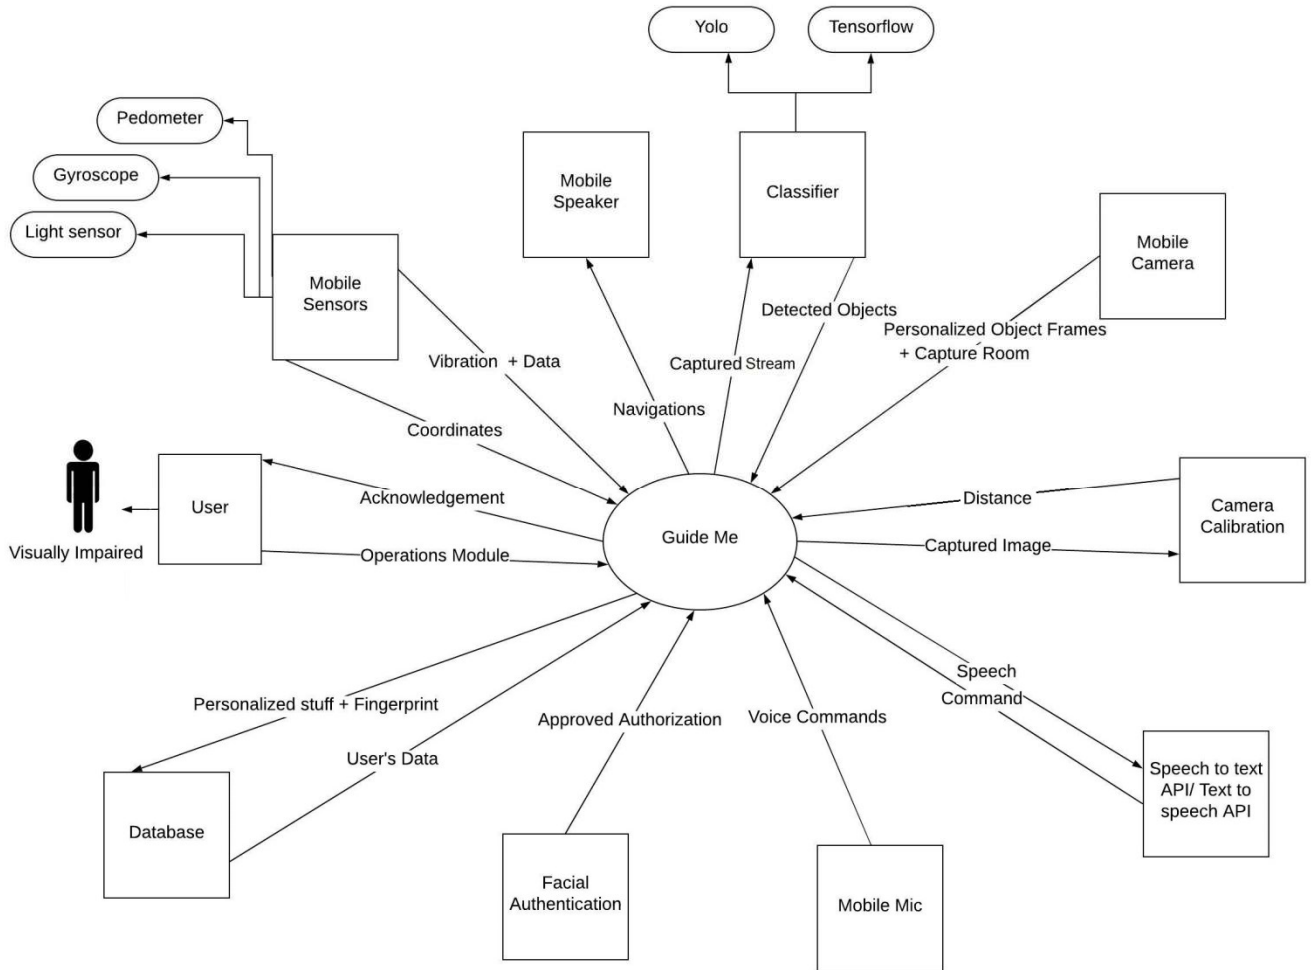 Yolo
Tensorflow
Pedometer
Gyroscope
Light sensor
Mobile
Sensors
Mobile
Speaker
Classifier
Mobile
Camera
Detected Objects
Personalized Object Frames
+ Capture Room
Vibration + Data
Captured Stream
Navigations
Coordinates
Acknowledgement
User
Visually Impaired
Operations Module
Guide Me
Distance
Captured Image
Camera
Calibration
Speech
Command
Personalized stuff + Fingerprint
Approved Authorization
Voice Commands
User's Data
Speech to text
API/ Text to
speech API
Database
Facial
Authentication
Mobile Mic